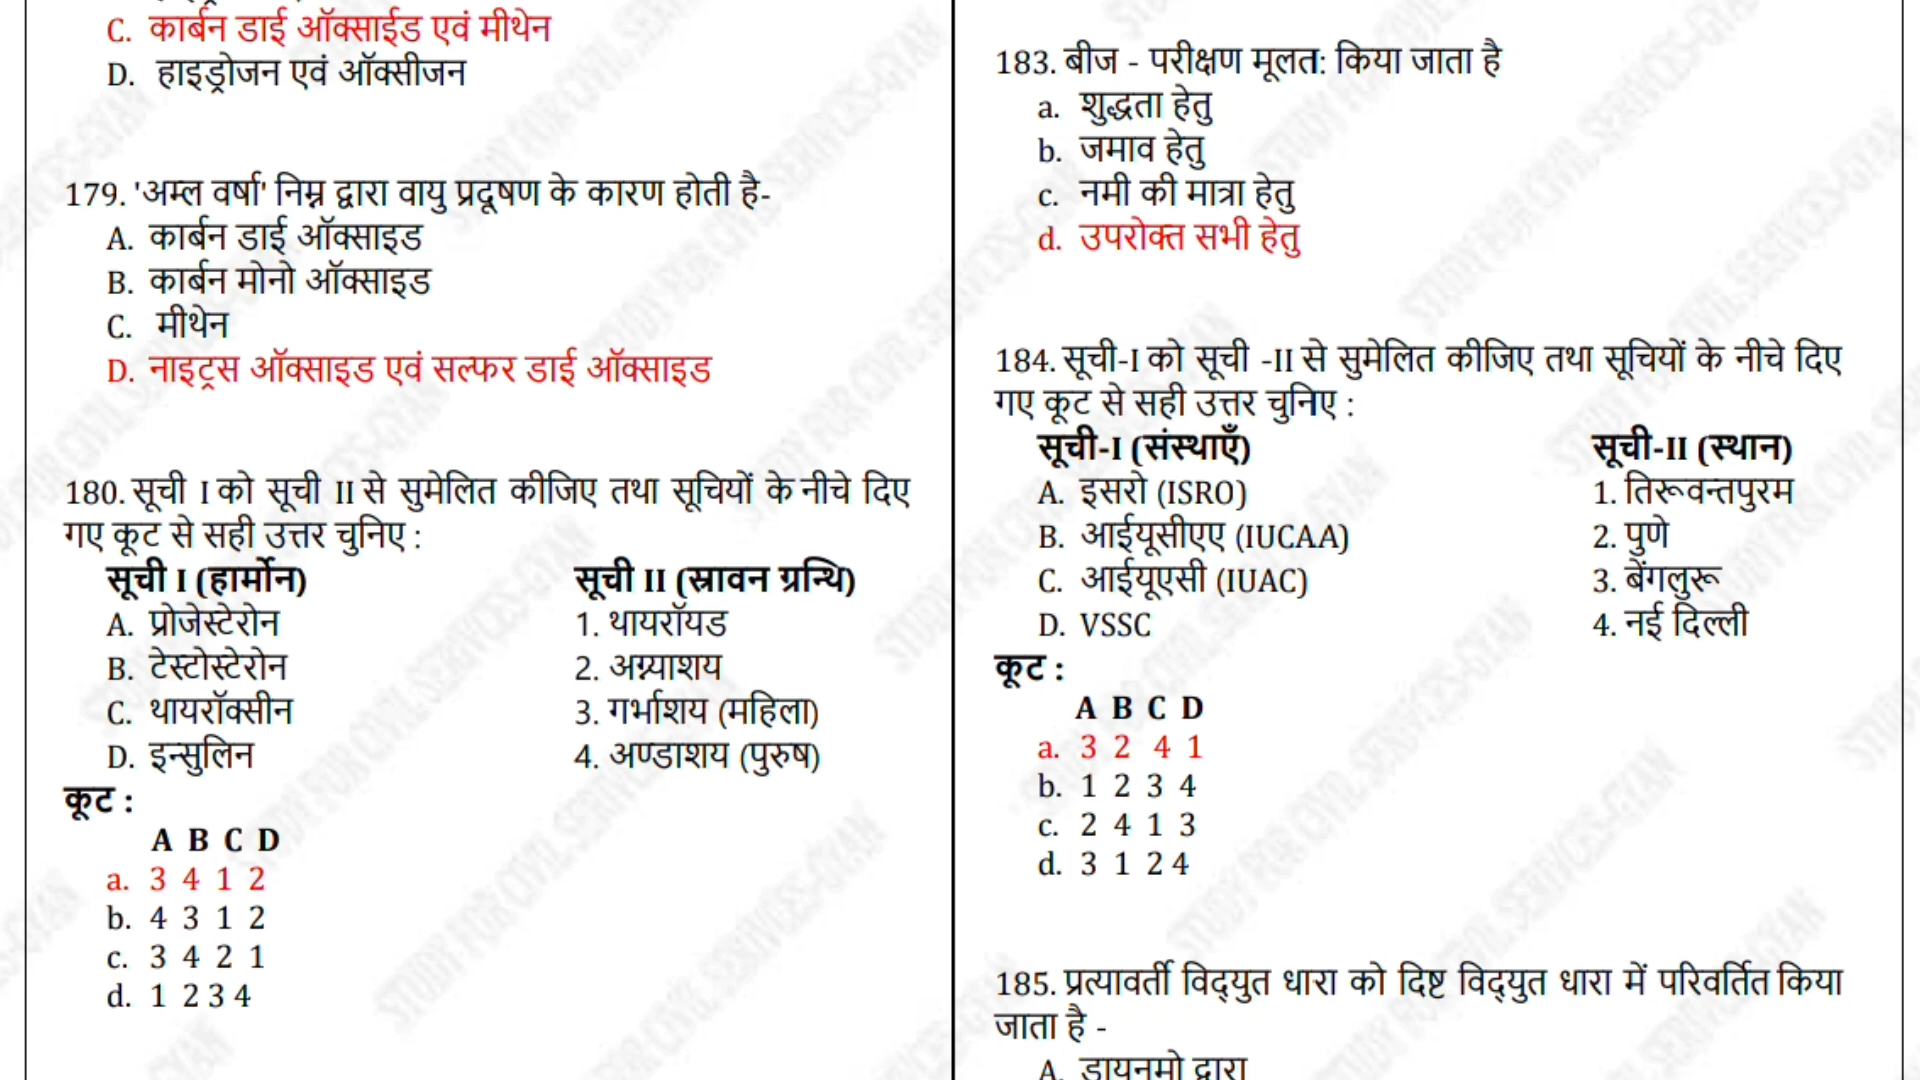 C. कार्बन डाई ऑक्साईड एवं मीथेन
D. हाइड्रोजन एवं ऑक्सीजन
179. 'अम्ल वर्षा' निम्न द्वारा वायु प्रदूषण के कारण होती है-
A. कार्बन डाई ऑक्साइड
B. कार्बन मोनो ऑक्साइड
C. मीथेन
D. नाइट्रस ऑक्साइड एवं सल्फर डाई ऑक्साइड
180. सूची I को सूची II से सुमेलित कीजिए तथा सूचियों के नीचे दिए
गए कूट से सही उत्तर चुनिए :
सूची I (हार्मोन) सूची II (स्रावन ग्रन्थि)
A. प्रोजेस्टेरोन 1. थायरॉयड
B. टेस्टोस्टेरोन 2. अग्न्याशय
C. थायरॉक्सीन 3. गर्भाशय (महिला)
D. इन्सुलिन 4. अण्डाशय (पुरुष)
कूट :
A B C D
a. 3 4 1 2
b. 4 3 1 2
c. 3 4 2 1
d. 1 2 3 4
183. बीज - परीक्षण मूलत: किया जाता है
a. शुद्धता हेतु
b. जमाव हेतु
c. नमी की मात्रा हेतु
d. उपरोक्त सभी हेतु
184. सूची-I को सूची -II से सुमेलित कीजिए तथा सूचियों के नीचे दिए
गए कूट से सही उत्तर चुनिए :
सूची-I (संस्थाएँ) सूची-II (स्थान)
A. इसरो (ISRO) 1. तिरूवन्तपुरम
B. आईयूसीएए (IUCAA) 2. पुणे
C. आईयूएसी (IUAC) 3. बेंगलुरू
D. VSSC 4. नई दिल्ली
कूट :
A B C D
a. 3 2 4 1
b. 1 2 3 4
c. 2 4 1 3
d. 3 1 2 4
185. प्रत्यावर्ती विद्युत धारा को दिष्ट विद्युत धारा में परिवर्तित किया
जाता है -
A. डायनमो द्वारा